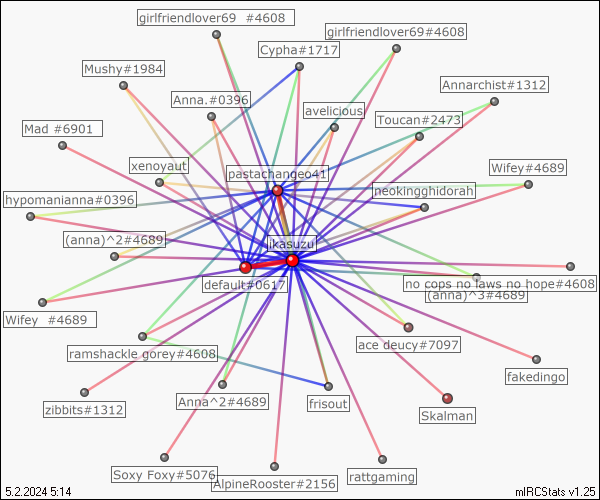 girlfriendlover69  #4608
girlfriendlover69#4608
Cypha#1717
Mushy#1984
Annarchist#1312
Anna.#0396
avelicious
Toucan#2473
Mad #6901
xenoyaut
pastachangeo41
Wifey#4689
neokingghidorah
hypomanianna#0396
(anna)^2#4689
ikasuzu
default#0617
no cops no laws no hope#4608
(anna)^3#4689
Wifey  #4689
ramshackle gorey#4608
ace deucy#7097
fakedingo
zibbits#1312
Anna^2#4689
frisout
Skalman
Soxy Foxy#5076
AlpineRooster#2156
rattgaming
5.2.2024 5:14
mIRCStats v1.25